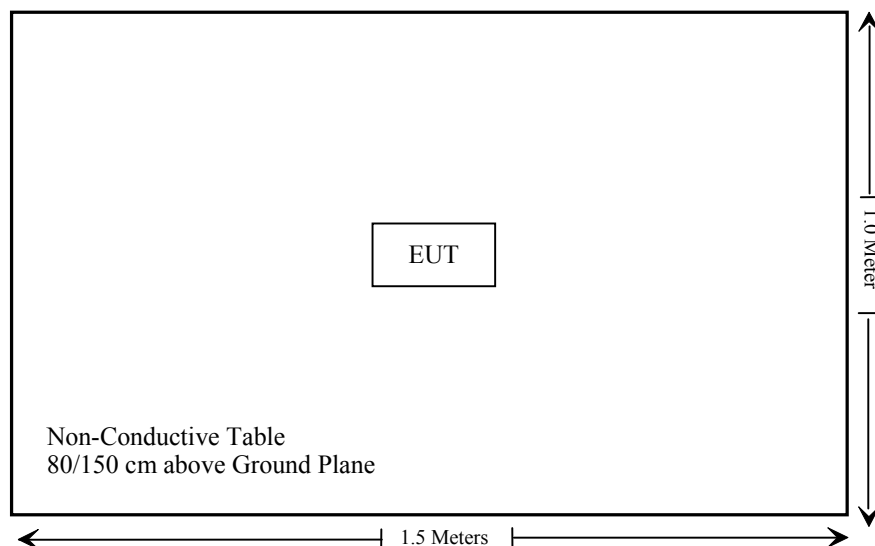 EUT
1.0 Meter
Non-Conductive Table
80/150 cm above Ground Plane
1.5 Meters